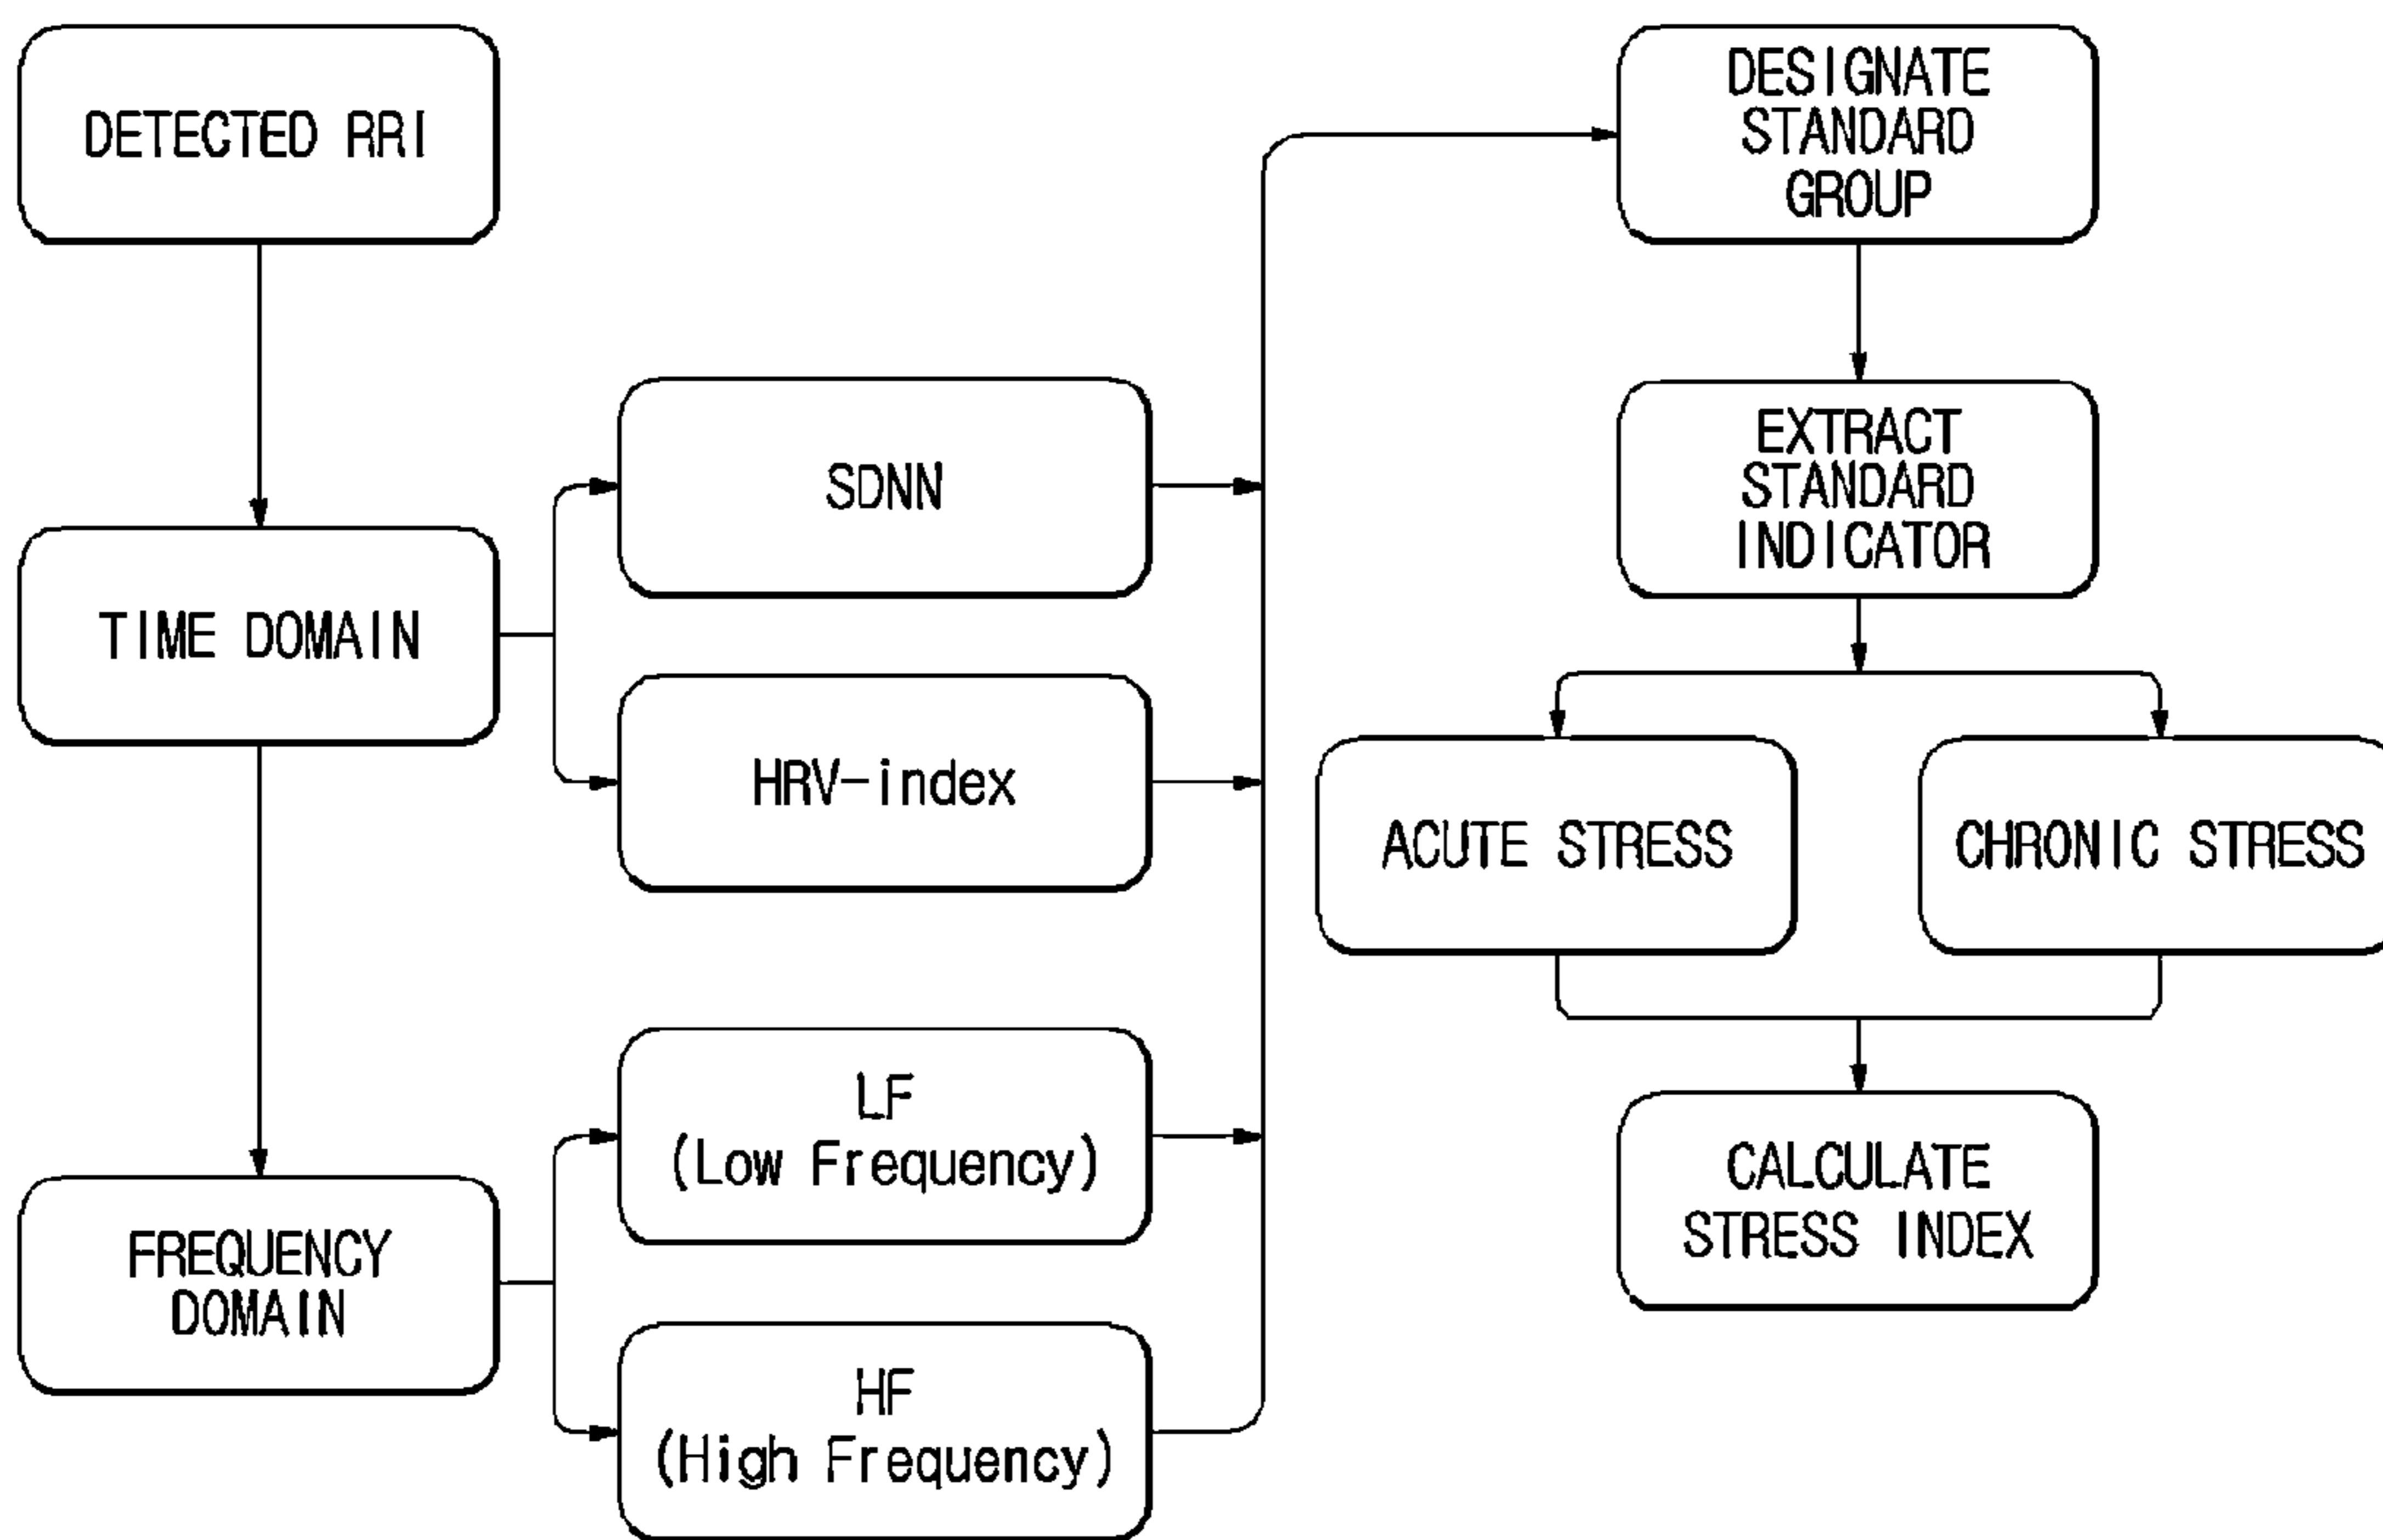 DETECTED RRI
TIME DOMAIN
FREQUENCY
DOMAIN
SDNN
HRV-index
LF
(Low Frequency)
HF
(High Frequency)
DESIGNATE
STANDARD
GROUP
EXTRACT
STANDARD
INDICATOR
ACUTE STRESS
CHRONIC STRESS
CALCULATE
STRESS INDEX